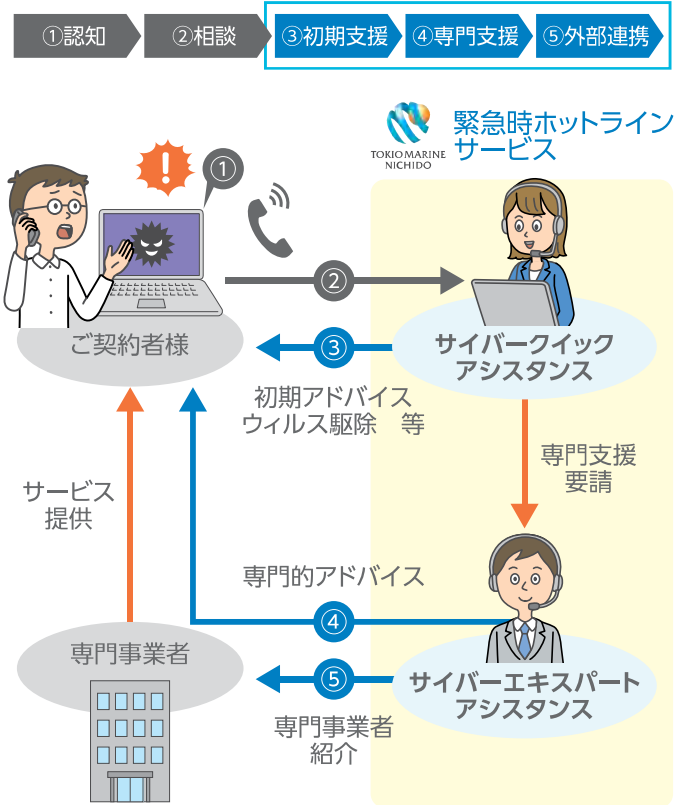 ①認知
②相談
③初期支援
④専門支援
⑤外部連携
TOKIO MARINE
NICHIDO
緊急時ホットライン
サービス
!
①
②
ご契約者様
③
サイバークイック
アシスタンス
初期アドバイス
ウィルス駆除　等
専門支援
要請
サービス
提供
専門的アドバイス
④
専門事業者
⑤
サイバーエキスパート
アシスタンス
専門事業者
紹介